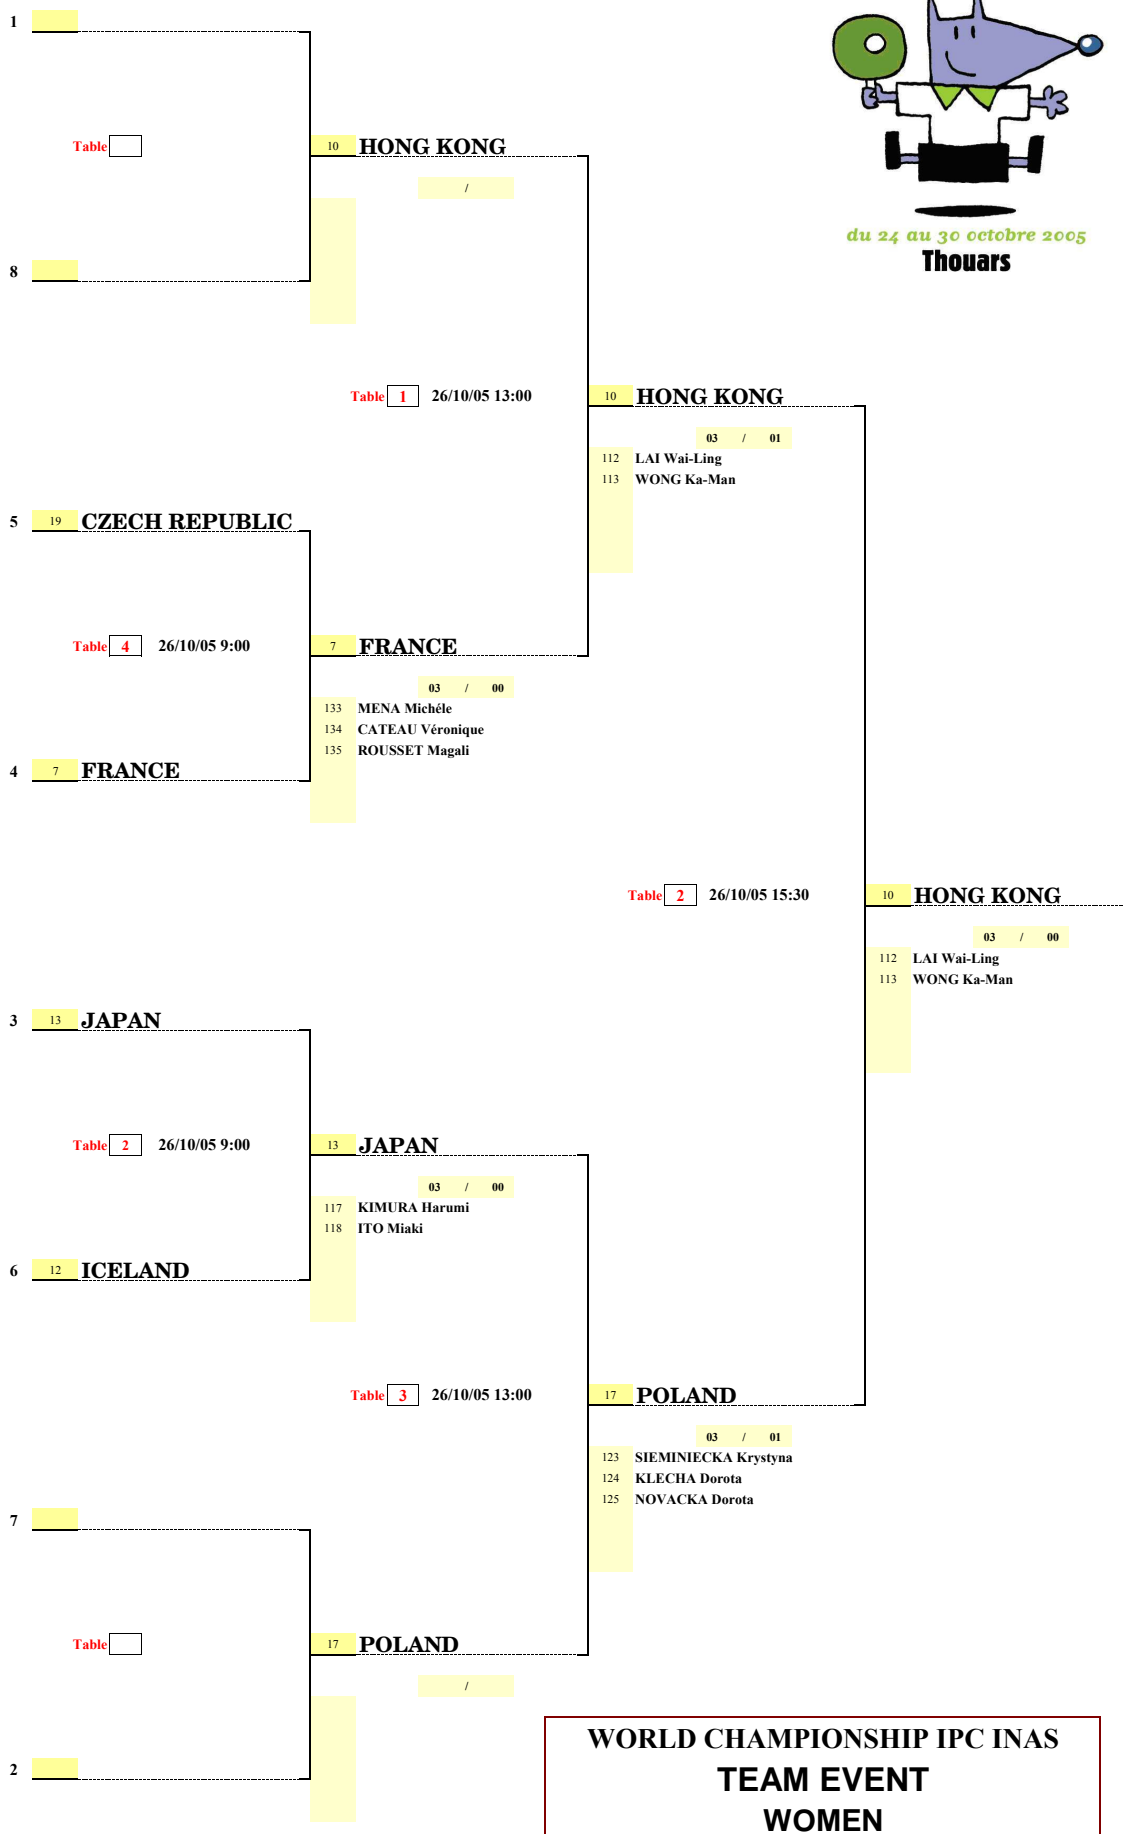 1
Table
10 HONG KONG
/
du 24 au 30 octobre 2005
Thouars
8
Table 1 26/10/05 13:00
10 HONG KONG
03 / 01
112 LAI Wai-Ling
113 WONG Ka-Man
5 19 CZECH REPUBLIC
Table 4 26/10/05 9:00
7 FRANCE
03 / 00
133 MENA Michéle
134 CATEAU Véronique
135 ROUSSET Magali
4 7 FRANCE
Table 2 26/10/05 15:30
10 HONG KONG
03 / 00
112 LAI Wai-Ling
113 WONG Ka-Man
3 13 JAPAN
Table 2 26/10/05 9:00
13 JAPAN
03 / 00
117 KIMURA Harumi
118 ITO Miaki
6 12 ICELAND
Table 3 26/10/05 13:00
17 POLAND
03 / 01
123 SIEMINIECKA Krystyna
124 KLECHA Dorota
125 NOVACKA Dorota
7
Table
17 POLAND
/
2
WORLD CHAMPIONSHIP IPC INAS
TEAM EVENT
WOMEN